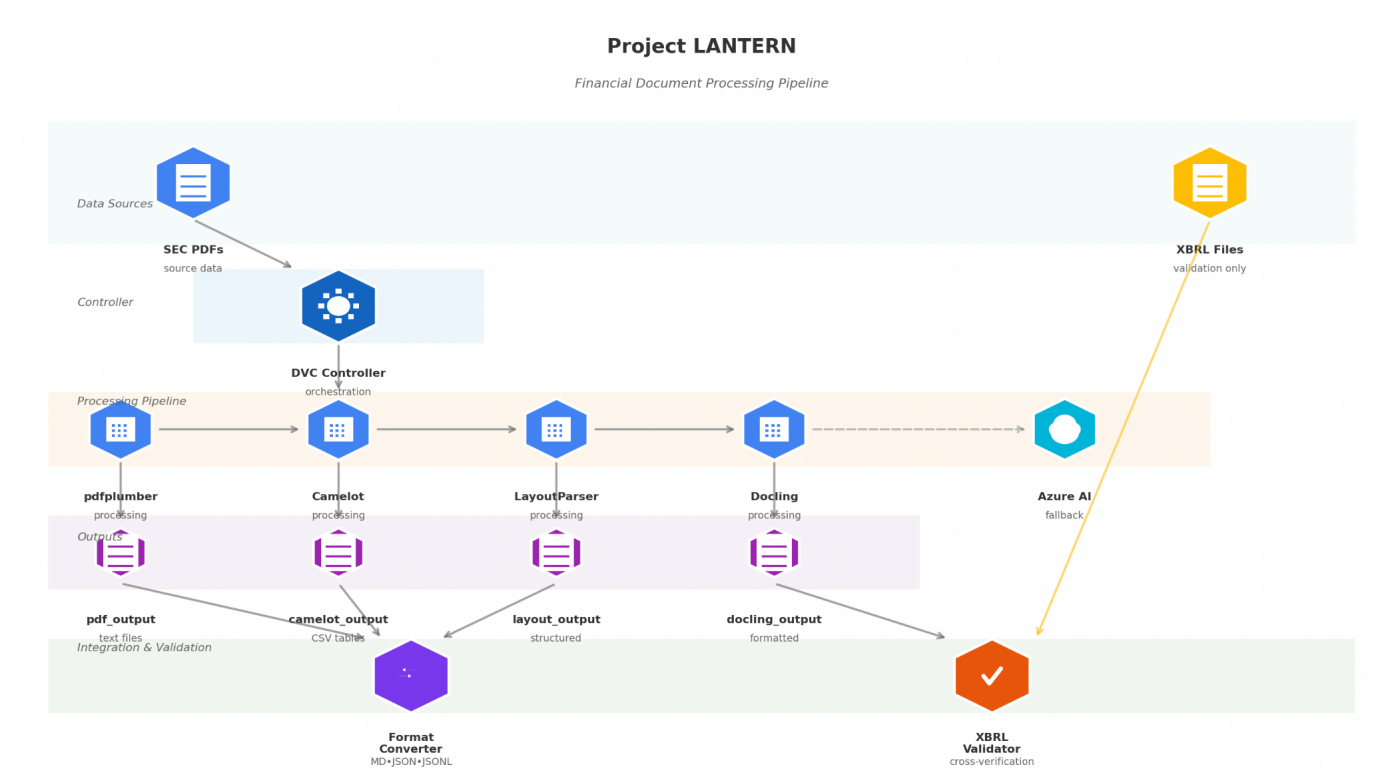 Project LANTERN
Financial Document Processing Pipeline
Data Sources
SEC PDFs
source data
XBRL Files
validation only
Controller
DVC Controller
orchestration
Processing Pipeline
pdfplumber
processing
Camelot
processing
LayoutParser
processing
Docling
processing
Azure AI
fallback
Outputs
pdf_output
text files
camelot_output
CSV tables
layout_output
structured
docling_output
formatted
Integration & Validation
Format
Converter
MD•JSON•JSONL
XBRL
Validator
cross-verification